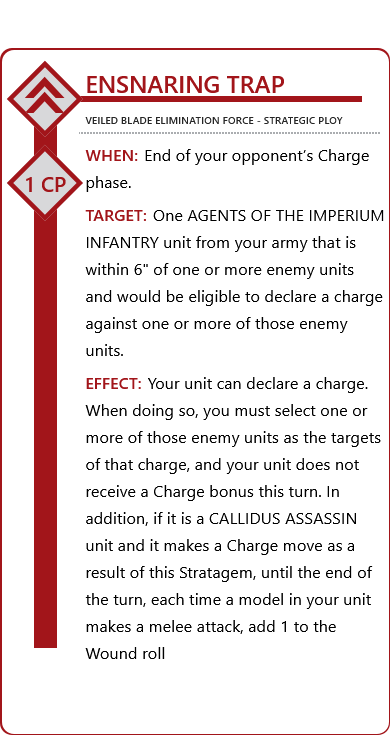 ENSNARING TRAP
VEILED BLADE ELIMINATION FORCE - STRATEGIC PLOY
1 CP
WHEN: End of your opponent’s Charge
phase.
TARGET: One AGENTS OF THE IMPERIUM
INFANTRY unit from your army that is
within 6" of one or more enemy units
and would be eligible to declare a charge
against one or more of those enemy
units.
EFFECT: Your unit can declare a charge.
When doing so, you must select one or
more of those enemy units as the targets
of that charge, and your unit does not
receive a Charge bonus this turn. In
addition, if it is a CALLIDUS ASSASSIN
unit and it makes a Charge move as a
result of this Stratagem, until the end of
the turn, each time a model in your unit
makes a melee attack, add 1 to the
Wound roll